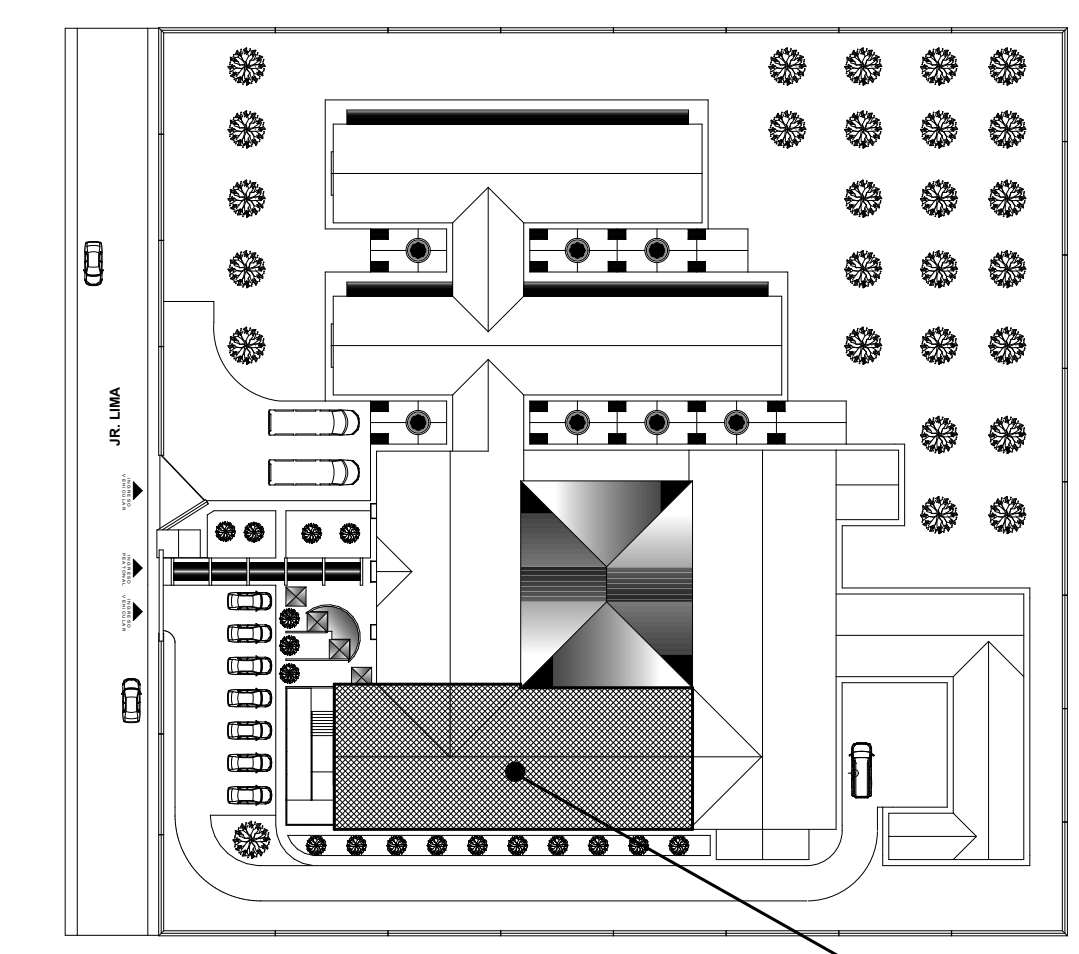 JR. LIMA
INGRESO
VEHICULAR
INGRESO
PEATONAL
INGRESO
VEHICULAR